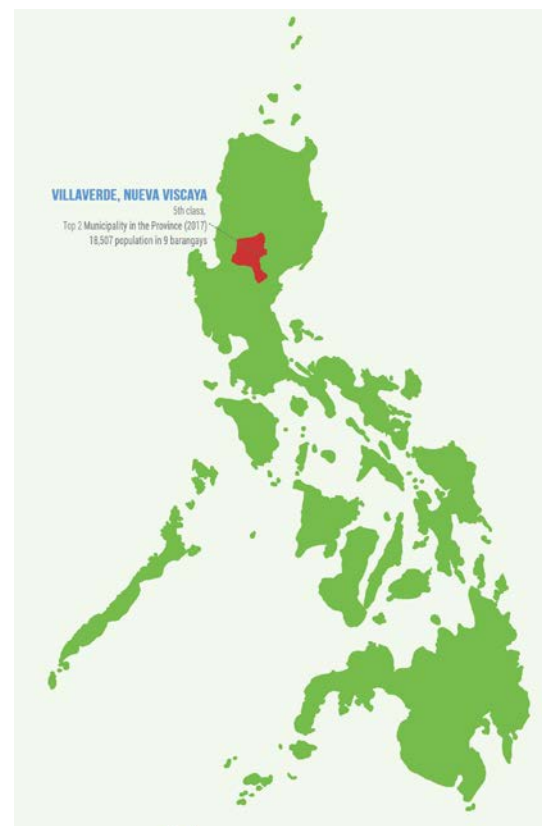 VILLAVERDE, NUEVA VISCAYA
5th class,
Top 2 Municipality in the Province (2017)
18,507 population in 9 barangays